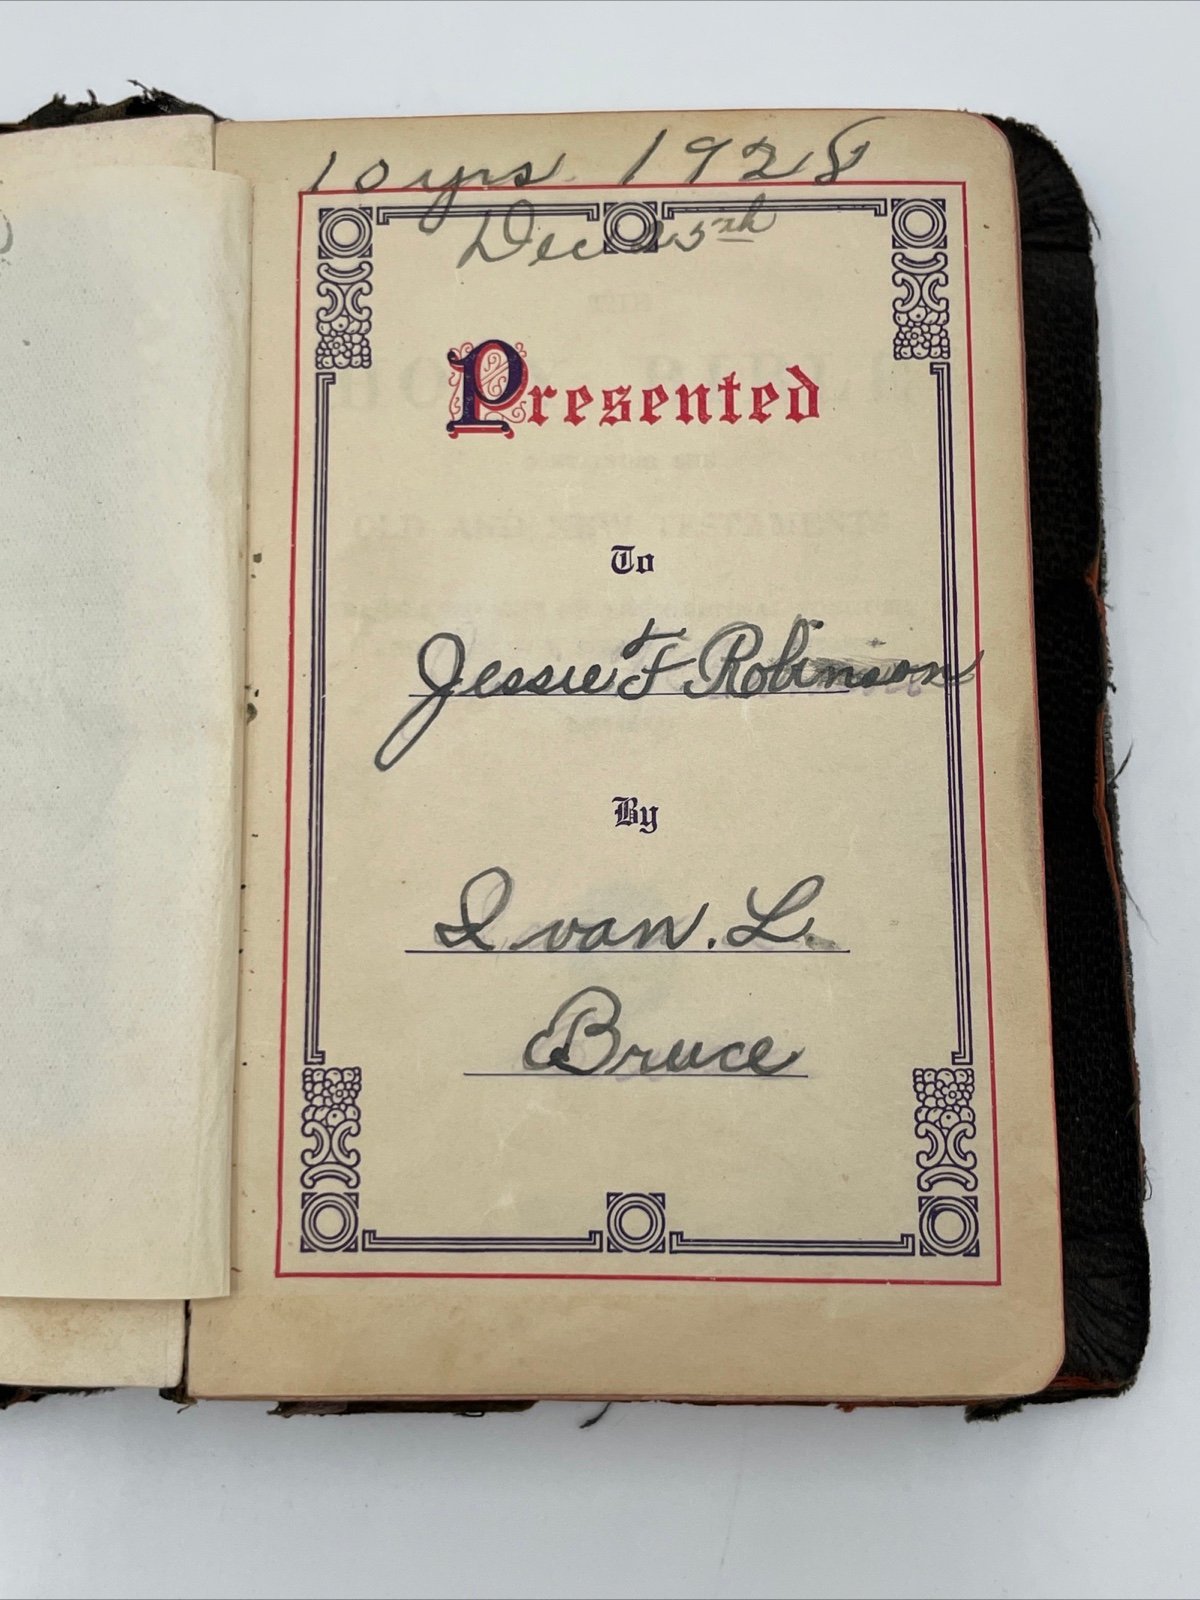 10 yrs. 1928
Dec 25th
Presented
To
Jessie F Robinson
By
Ivan. L.
Bruce